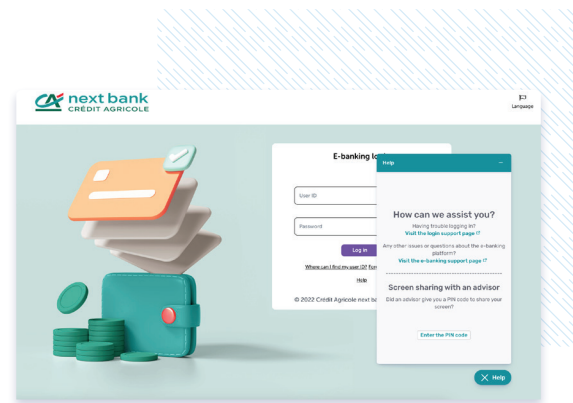 next bank
CRÉDIT AGRICOLE
Language
E-banking lo
User ID
Password
Log in
Where can I find my user ID? For
Help
© 2022 Crédit Agricole next ba
Help
How can we assist you?
Having trouble logging in?
Visit the login support page
Any other issues or questions about the e-banking
platform?
Visit the e-banking support page
Screen sharing with an advisor
Did an advisor give you a PIN code to share your
screen?
Enter the PIN code
Help